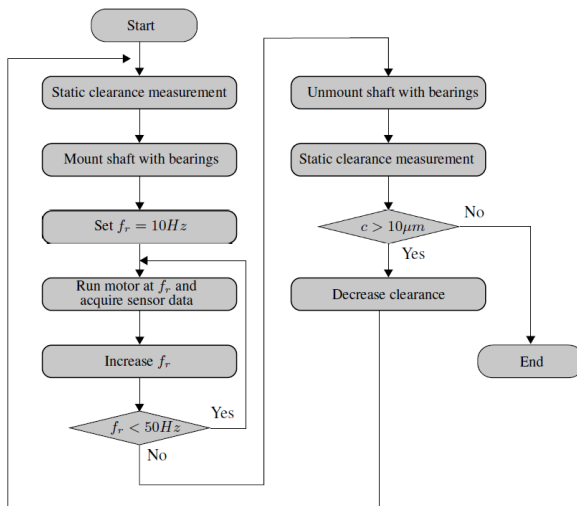 Start
Static clearance measurement
Mount shaft with bearings
Set f_r = 10Hz
Run motor at f_r and
acquire sensor data
Increase f_r
f_r < 50Hz
Yes
No
Unmount shaft with bearings
Static clearance measurement
c > 10μm
No
Yes
Decrease clearance
End